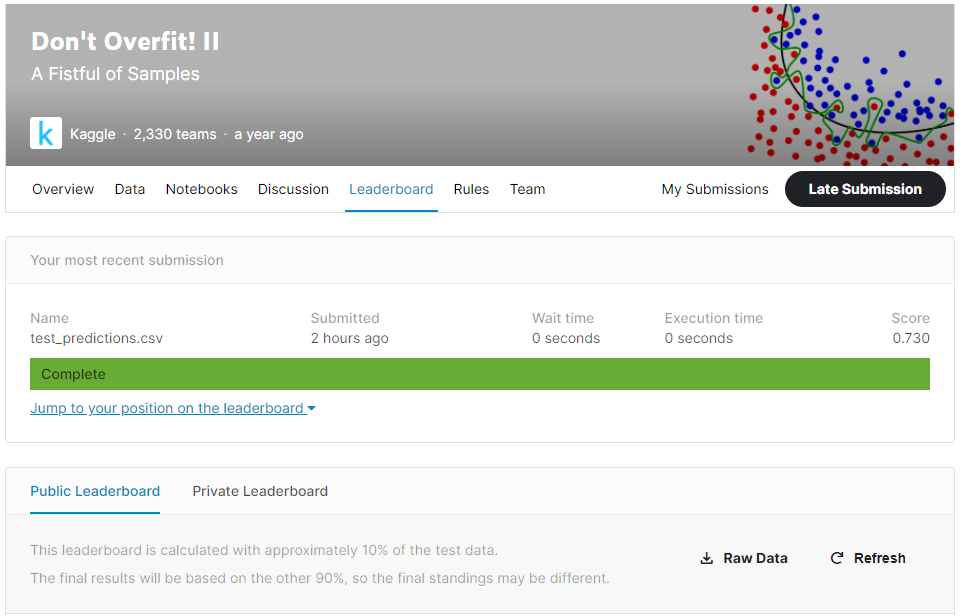 Don't Overfit! II
A Fistful of Samples
k Kaggle · 2,330 teams · a year ago
Overview Data Notebooks Discussion Leaderboard Rules Team My Submissions Late Submission
Your most recent submission
Name Submitted Wait time Execution time Score
test_predictions.csv 2 hours ago 0 seconds 0 seconds 0.730
Complete
Jump to your position on the leaderboard
Public Leaderboard Private Leaderboard
This leaderboard is calculated with approximately 10% of the test data.
The final results will be based on the other 90%, so the final standings may be different.
Raw Data Refresh